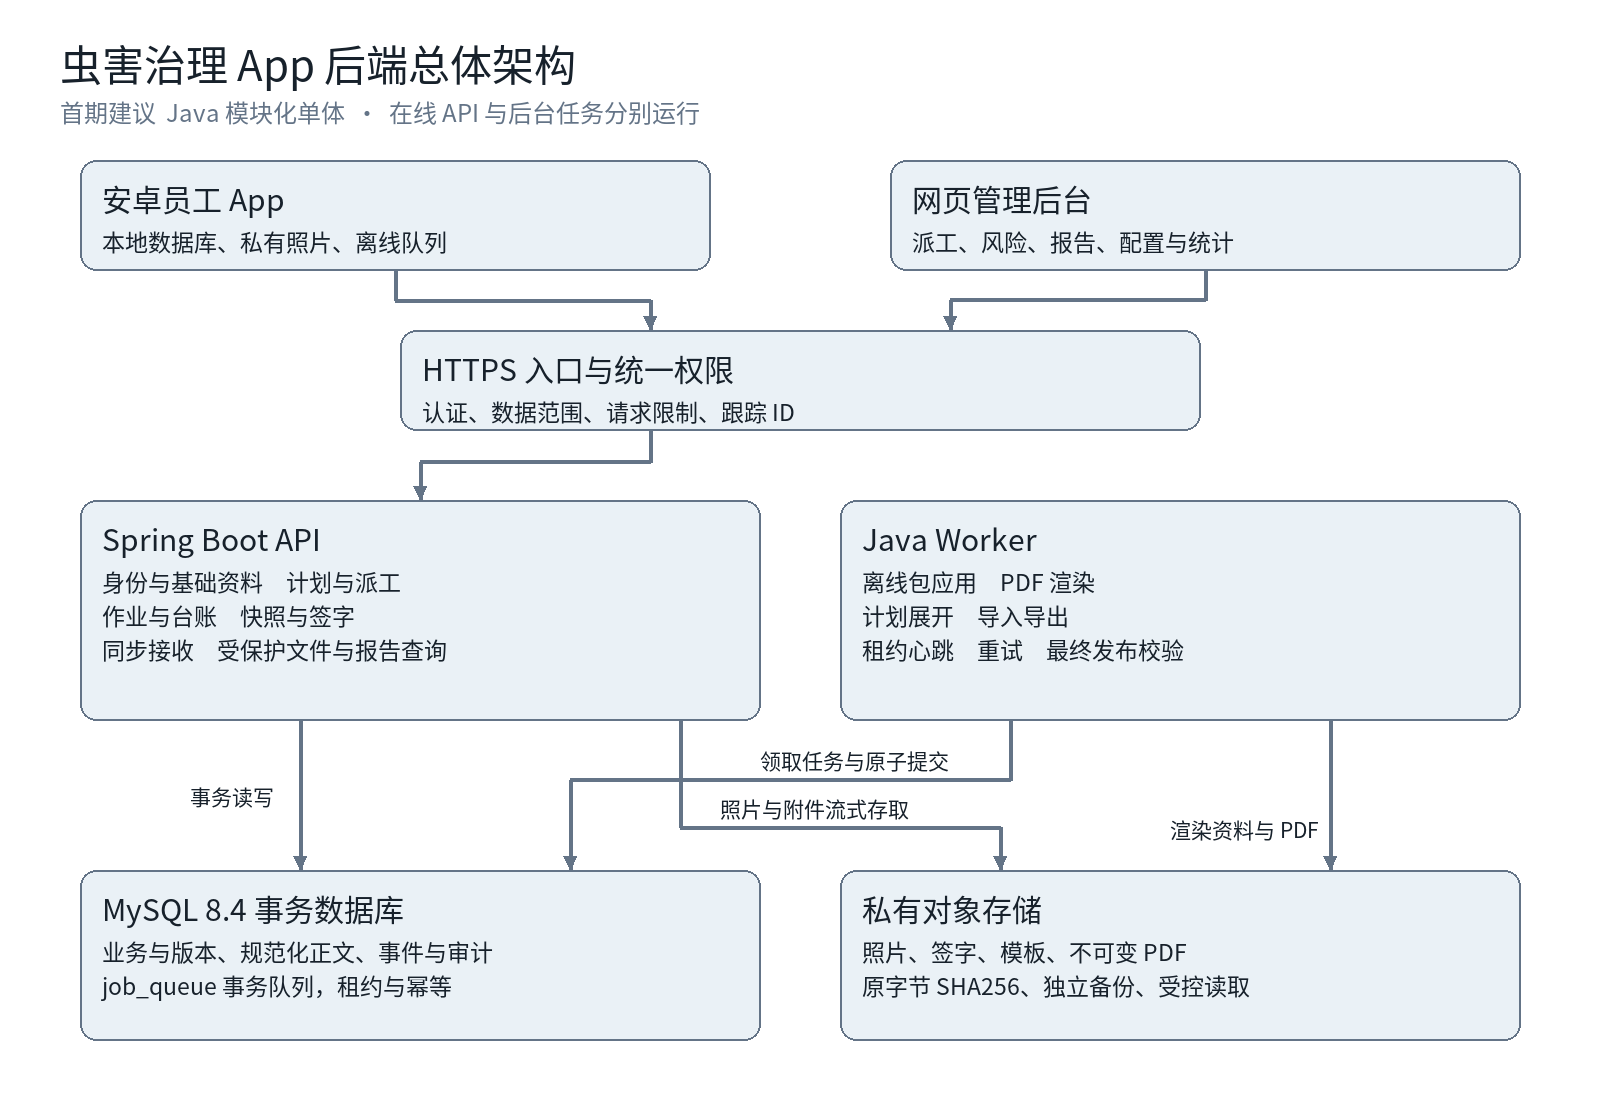 虫害治理 App 后端总体架构
首期建议 Java 模块化单体 · 在线 API 与后台任务分别运行
安卓员工 App
本地数据库、私有照片、离线队列
网页管理后台
派工、风险、报告、配置与统计
HTTPS 入口与统一权限
认证、数据范围、请求限制、跟踪 ID
Spring Boot API
身份与基础资料 计划与派工
作业与台账 快照与签字
同步接收 受保护文件与报告查询
Java Worker
离线包应用 PDF 渲染
计划展开 导入导出
租约心跳 重试 最终发布校验
领取任务与原子提交
事务读写
照片与附件流式存取
渲染资料与 PDF
MySQL 8.4 事务数据库
业务与版本、规范化正文、事件与审计
job_queue 事务队列，租约与幂等
私有对象存储
照片、签字、模板、不可变 PDF
原字节 SHA256、独立备份、受控读取